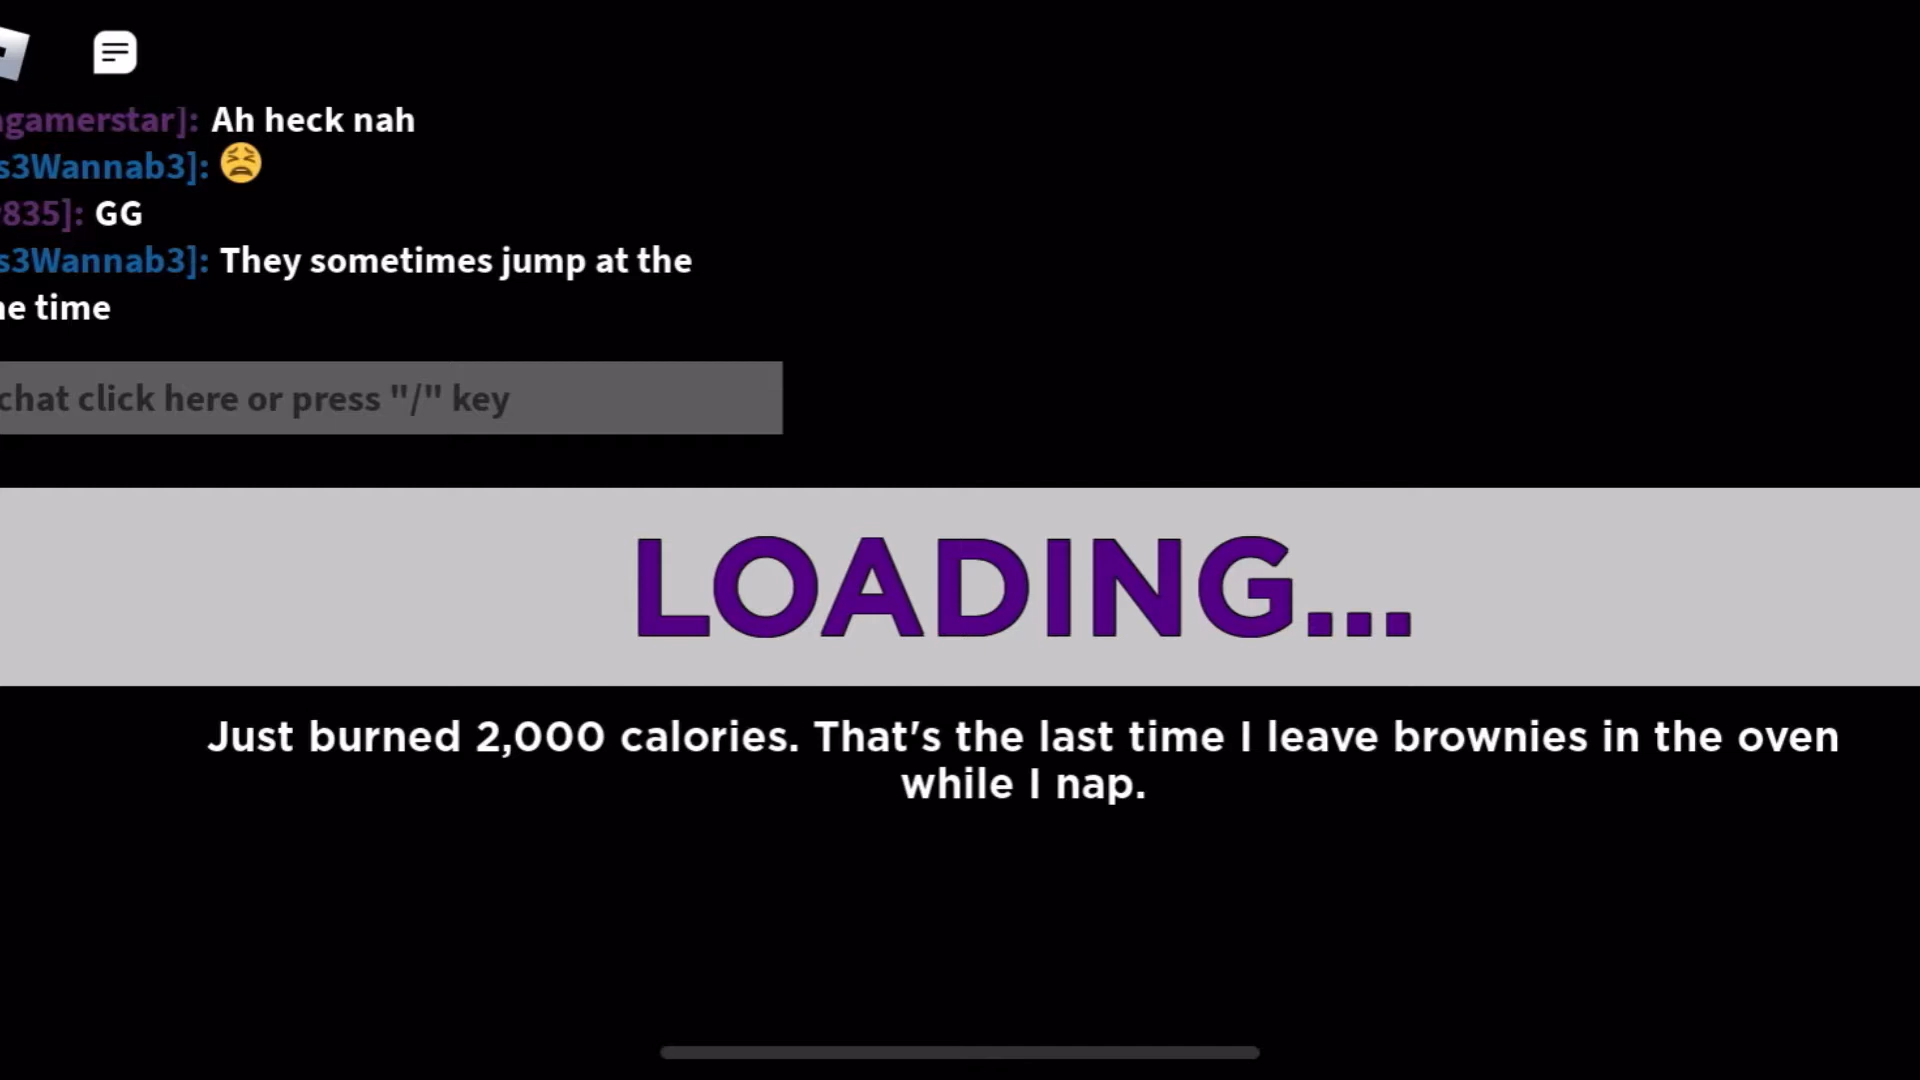 gamerstar]: Ah heck nah
s3Wannab3]: 😫
835]: GG
s3Wannab3]: They sometimes jump at the
e time
chat click here or press "/" key
LOADING...
Just burned 2,000 calories. That's the last time I leave brownies in the oven
while I nap.